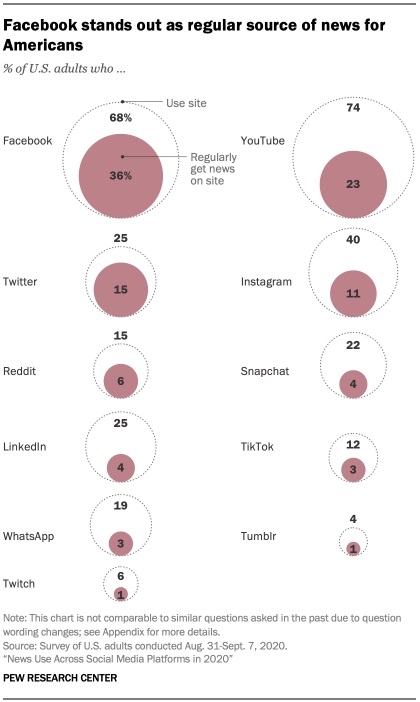 Facebook stands out as regular source of news for
Americans
% of U.S. adults who ...
Use site
68%
Facebook
Regularly
get news
on site
36%
74
YouTube
23
25
Twitter
15
40
Instagram
11
15
Reddit
6
22
Snapchat
4
25
LinkedIn
4
12
TikTok
3
19
WhatsApp
3
4
Tumblr
1
6
Twitch
1
Note: This chart is not comparable to similar questions asked in the past due to question
wording changes; see Appendix for more details.
Source: Survey of U.S. adults conducted Aug. 31-Sept. 7, 2020.
“News Use Across Social Media Platforms in 2020”
PEW RESEARCH CENTER